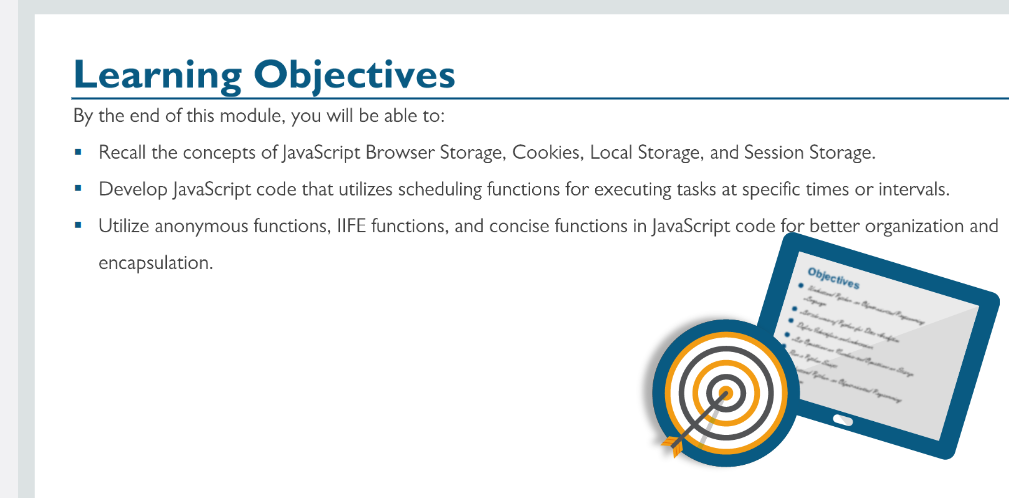 Learning Objectives
By the end of this module, you will be able to:
▪ Recall the concepts of JavaScript Browser Storage, Cookies, Local Storage, and Session Storage.
▪ Develop JavaScript code that utilizes scheduling functions for executing tasks at specific times or intervals.
▪ Utilize anonymous functions, IIFE functions, and concise functions in JavaScript code for better organization and
encapsulation.
Objectives